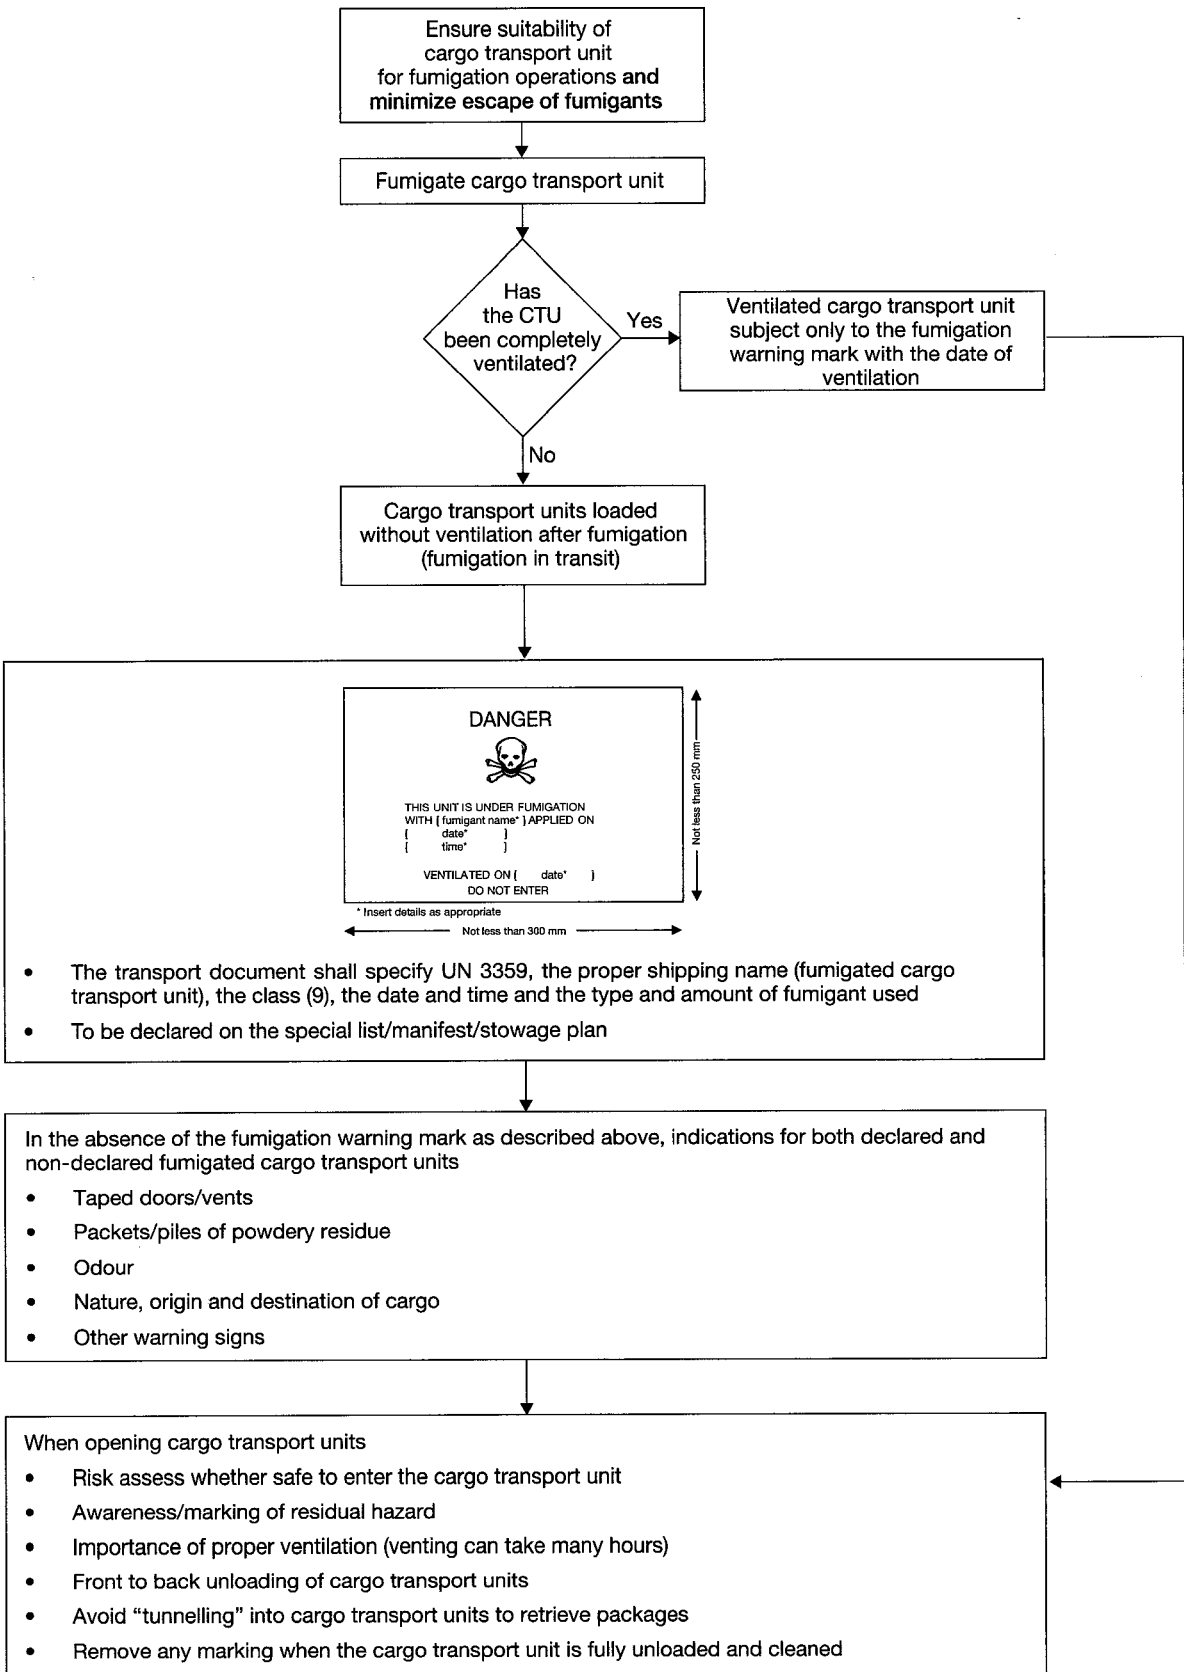 Ensure suitability of
cargo transport unit
for fumigation operations and
minimize escape of fumigants
Fumigate cargo transport unit
Has
the CTU
been completely
ventilated?
Yes
Ventilated cargo transport unit
subject only to the fumigation
warning mark with the date of
ventilation
No
Cargo transport units loaded
without ventilation after fumigation
(fumigation in transit)
DANGER
THIS UNIT IS UNDER FUMIGATION
WITH [ fumigant name* ] APPLIED ON
[ date* ]
[ time* ]
VENTILATED ON [ date* ]
DO NOT ENTER
* Insert details as appropriate
Not less than 250 mm
Not less than 300 mm
• The transport document shall specify UN 3359, the proper shipping name (fumigated cargo
transport unit), the class (9), the date and time and the type and amount of fumigant used
• To be declared on the special list/manifest/stowage plan
In the absence of the fumigation warning mark as described above, indications for both declared and
non-declared fumigated cargo transport units
• Taped doors/vents
• Packets/piles of powdery residue
• Odour
• Nature, origin and destination of cargo
• Other warning signs
When opening cargo transport units
• Risk assess whether safe to enter the cargo transport unit
• Awareness/marking of residual hazard
• Importance of proper ventilation (venting can take many hours)
• Front to back unloading of cargo transport units
• Avoid “tunnelling” into cargo transport units to retrieve packages
• Remove any marking when the cargo transport unit is fully unloaded and cleaned